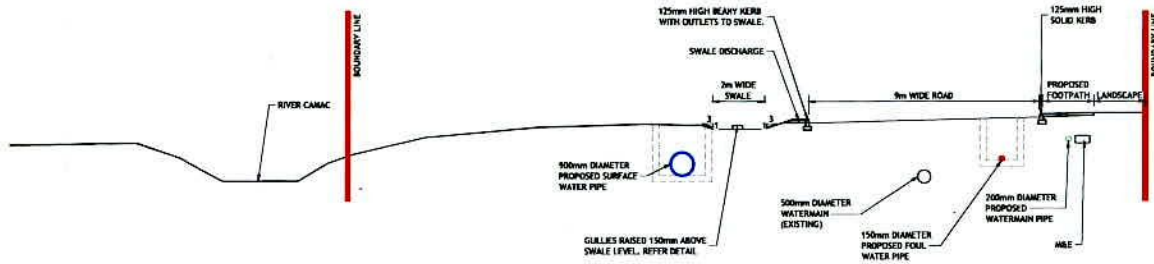 BOUNDARY LINE
RIVER CAMAC
125mm HIGH BEANY KERB
WITH OUTLETS TO SWALE.
SWALE DISCHARGE
2m WIDE
SWALE
3
1
3
9m WIDE ROAD
125mm HIGH
SOLID KERB
PROPOSED
FOOTPATH
LANDSCAPE
BOUNDARY LINE
900mm DIAMETER
PROPOSED SURFACE
WATER PIPE
GULLIES RAISED 150mm ABOVE
SWALE LEVEL. REFER DETAIL
500mm DIAMETER
WATERMAIN
(EXISTING)
150mm DIAMETER
PROPOSED FOUL
WATER PIPE
200mm DIAMETER
PROPOSED
WATERMAIN PIPE
M&E